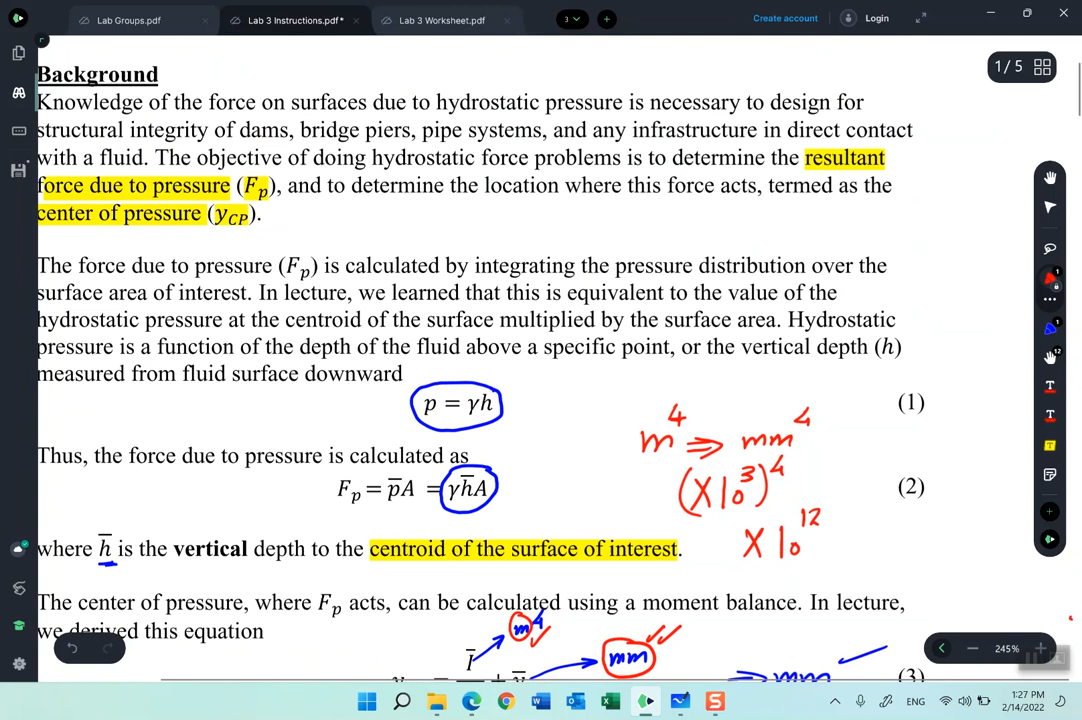 Lab Groups.pdf × Lab 3 Instructions.pdf* × Lab 3 Worksheet.pdf × 3 Create account Login
1 / 5
Background
Knowledge of the force on surfaces due to hydrostatic pressure is necessary to design for
structural integrity of dams, bridge piers, pipe systems, and any infrastructure in direct contact
with a fluid. The objective of doing hydrostatic force problems is to determine the resultant
force due to pressure (Fₚ), and to determine the location where this force acts, termed as the
center of pressure (y_CP).
The force due to pressure (Fₚ) is calculated by integrating the pressure distribution over the
surface area of interest. In lecture, we learned that this is equivalent to the value of the
hydrostatic pressure at the centroid of the surface multiplied by the surface area. Hydrostatic
pressure is a function of the depth of the fluid above a specific point, or the vertical depth (h)
measured from fluid surface downward
p = γh (1)
m⁴ ⇒ mm⁴
Thus, the force due to pressure is calculated as
Fₚ = p̅A = γh̅A (2)
(X 10³)⁴
X 10¹²
where h̅ is the vertical depth to the centroid of the surface of interest.
The center of pressure, where Fₚ acts, can be calculated using a moment balance. In lecture,
we derived this equation
m⁴
mm
I̅
⇒ mm
(3)
245%
ENG
1:27 PM
2/14/2022